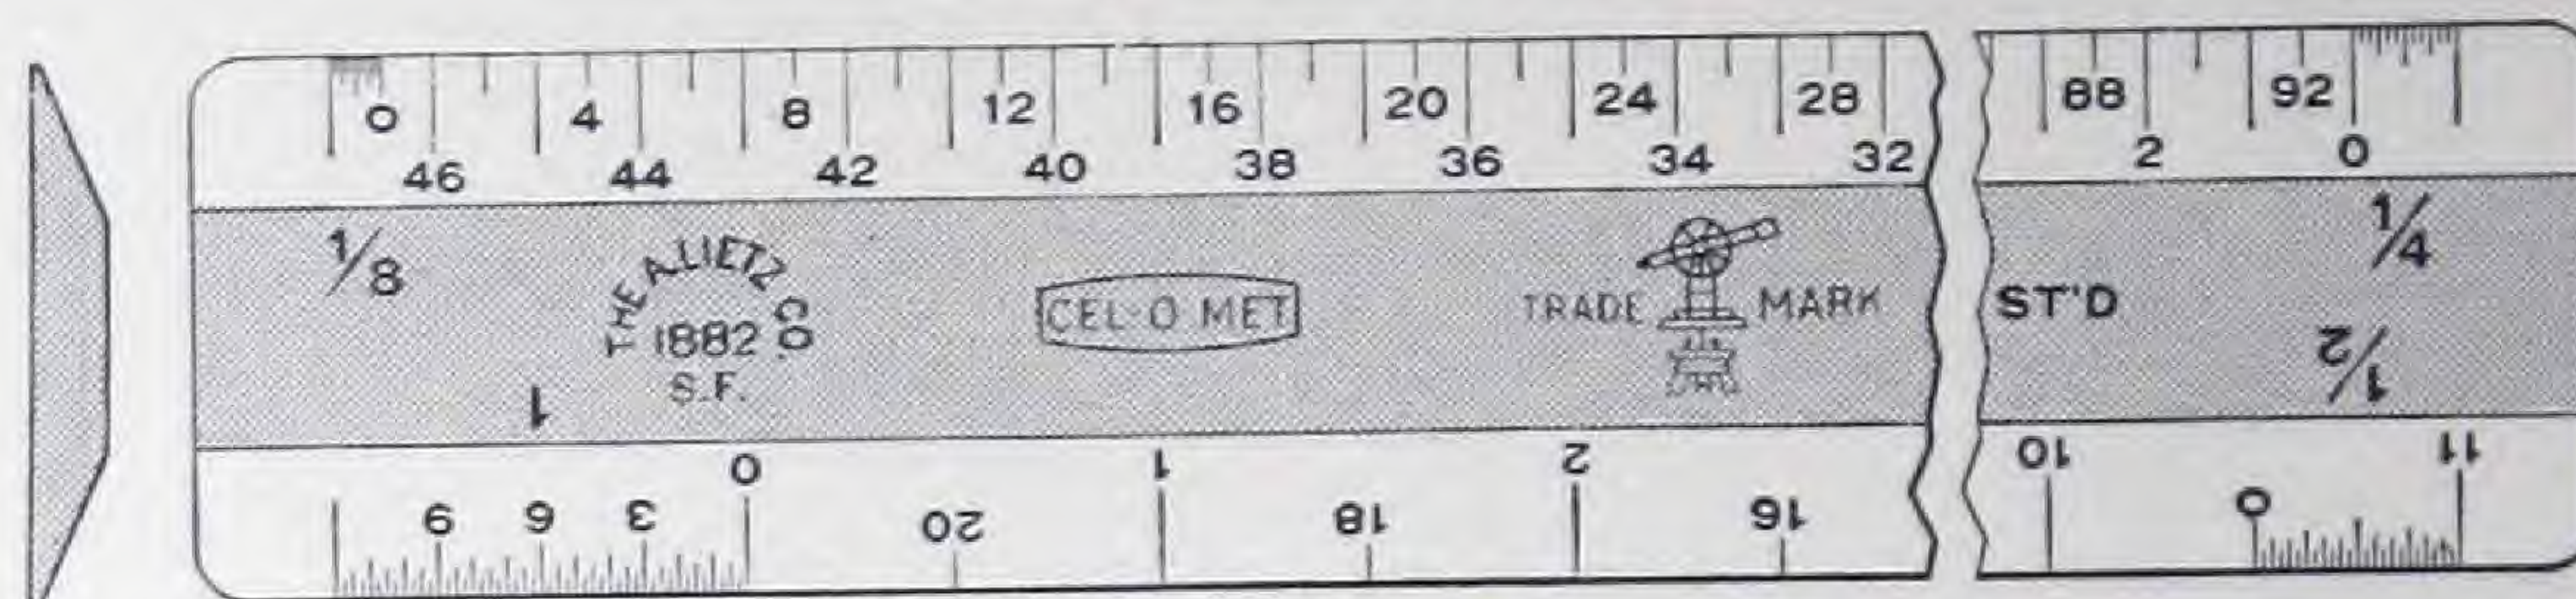 0 4 8 12 16 20 24 28 88 92
46 44 42 40 38 36 34 32 2 0
1/8 1/4
THE A. LIETZ CO.
1882
S.F.
CEL-O-MET
TRADE MARK
ST'D
1 1/2
0 1 2 10 11
9 6 3 20 18 16 0